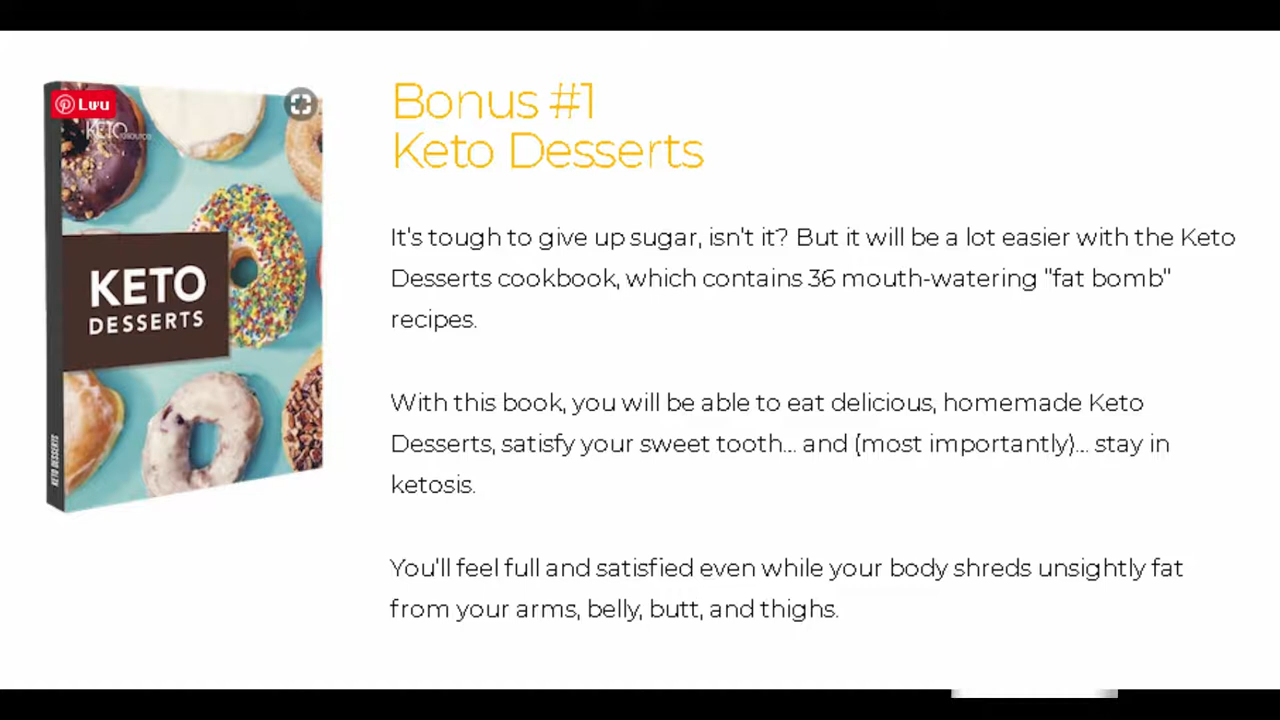 Lưu
KETO
KETO
DESSERTS
KETO DESSERTS
Bonus #1
Keto Desserts
It's tough to give up sugar, isn't it? But it will be a lot easier with the Keto
Desserts cookbook, which contains 36 mouth-watering "fat bomb"
recipes.
With this book, you will be able to eat delicious, homemade Keto
Desserts, satisfy your sweet tooth... and (most importantly)... stay in
ketosis.
You'll feel full and satisfied even while your body shreds unsightly fat
from your arms, belly, butt, and thighs.